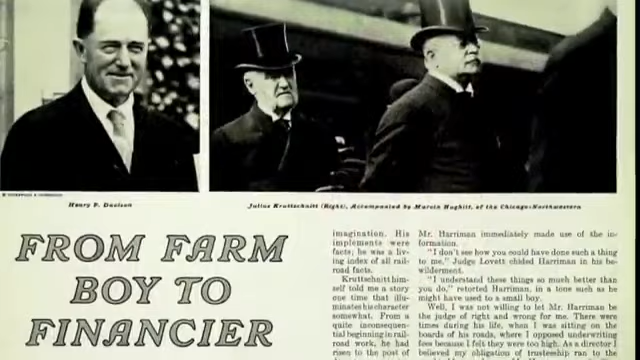 Henry P. Davison
Julius Kruttschnitt (Right), Accompanied by Marvin Hughitt, of the Chicago-Northwestern
FROM FARM
BOY TO
FINANCIER
imagination. His
implements were
facts; he was a liv-
ing index of all rail-
road facts.
Kruttschnitt him-
self told me a story
one time that illu-
minates his character
somewhat. From a
quite inconsequen-
tial beginning in rail-
road work, he had
risen to the post of
Mr. Harriman immediately made use of the in-
formation.
"I don't see how you could have done such a thing
to me," Judge Lovett chided Harriman in his be-
wilderment.
"I understand these things so much better than
you do," retorted Harriman, in a tone such as he
might have used to a small boy.
Well, I was not willing to let Mr. Harriman be
the judge of right and wrong for me. There were
times during his life, when I was sitting on the
boards of his roads, where I opposed underwriting
fees because I felt they were too high. As a director I
believed my obligation of trusteeship ran to the